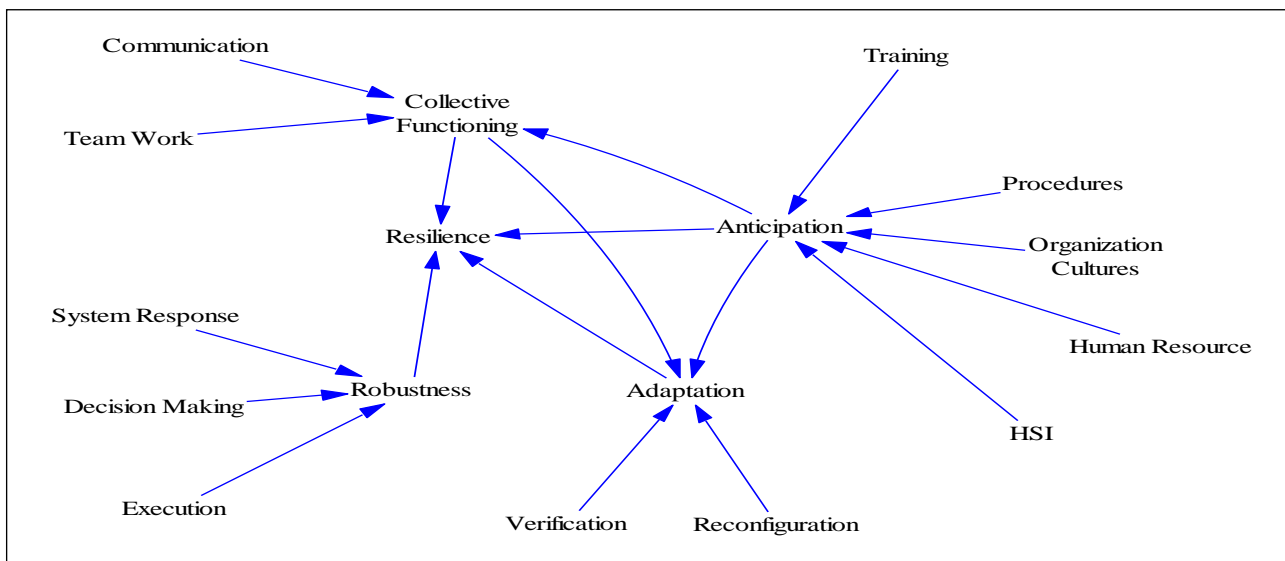 Communication
Training
Collective
Functioning
Team Work
Procedures
Resilience
Anticipation
Organization
Cultures
System Response
Human Resource
Robustness
Adaptation
Decision Making
HSI
Execution
Verification
Reconfiguration